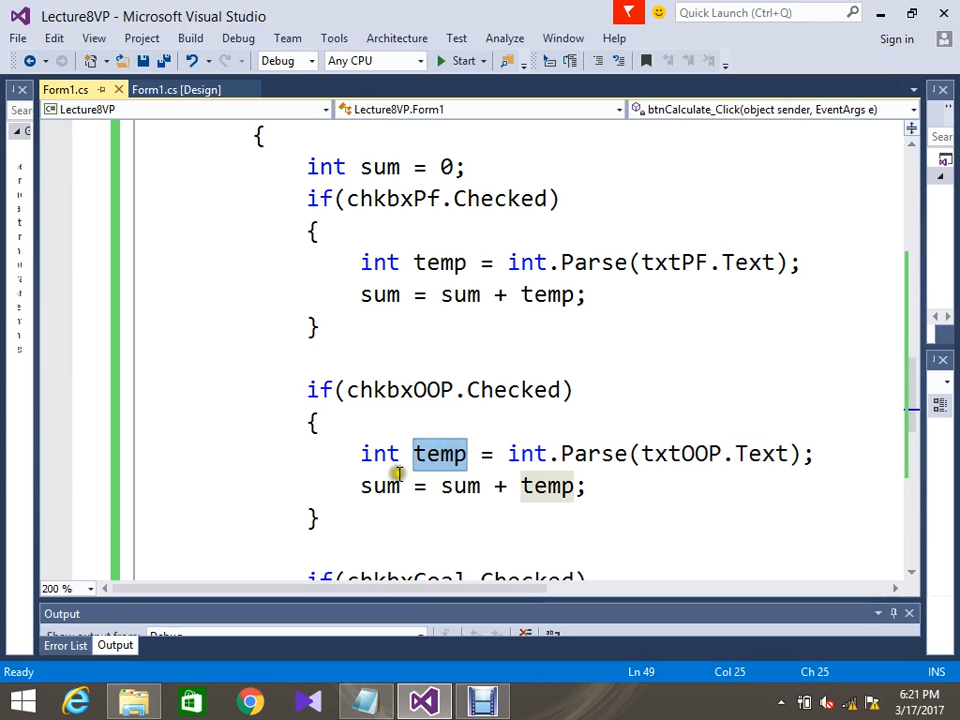 Lecture8VP - Microsoft Visual Studio
Quick Launch (Ctrl+Q)
File Edit View Project Build Debug Team Tools Architecture Test Analyze Window Help Sign in
Debug Any CPU Start
Form1.cs Form1.cs [Design]
Lecture8VP Lecture8VP.Form1 btnCalculate_Click(object sender, EventArgs e)
{
int sum = 0;
if(chkbxPf.Checked)
{
int temp = int.Parse(txtPF.Text);
sum = sum + temp;
}
if(chkbxOOP.Checked)
{
int temp = int.Parse(txtOOP.Text);
sum = sum + temp;
}
if(chkbxCoal.Checked)
200 %
Output
Show output from: Debug
Error List Output
Ready Ln 49 Col 25 Ch 25 INS
6:21 PM
3/17/2017